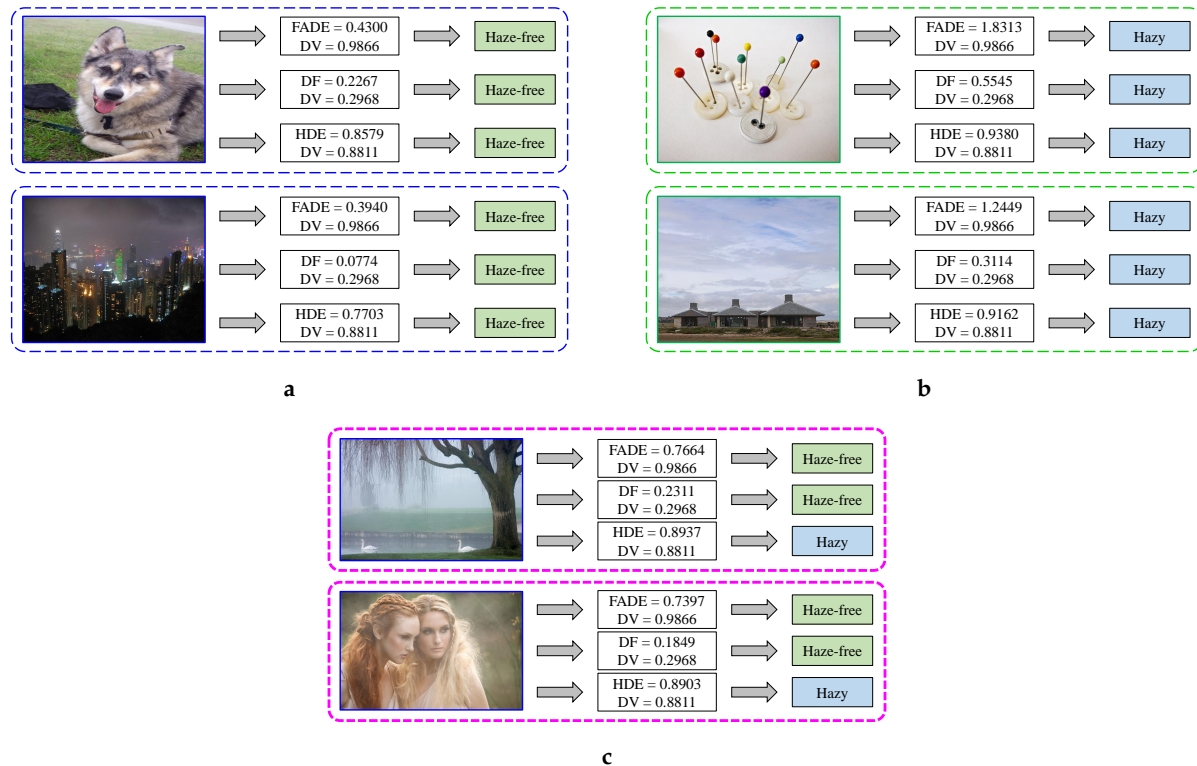 FADE = 0.4300
DV = 0.9866
Haze-free
DF = 0.2267
DV = 0.2968
Haze-free
HDE = 0.8579
DV = 0.8811
Haze-free
FADE = 0.3940
DV = 0.9866
Haze-free
DF = 0.0774
DV = 0.2968
Haze-free
HDE = 0.7703
DV = 0.8811
Haze-free
a
FADE = 1.8313
DV = 0.9866
Hazy
DF = 0.5545
DV = 0.2968
Hazy
HDE = 0.9380
DV = 0.8811
Hazy
FADE = 1.2449
DV = 0.9866
Hazy
DF = 0.3114
DV = 0.2968
Hazy
HDE = 0.9162
DV = 0.8811
Hazy
b
FADE = 0.7664
DV = 0.9866
Haze-free
DF = 0.2311
DV = 0.2968
Haze-free
HDE = 0.8937
DV = 0.8811
Hazy
FADE = 0.7397
DV = 0.9866
Haze-free
DF = 0.1849
DV = 0.2968
Haze-free
HDE = 0.8903
DV = 0.8811
Hazy
c